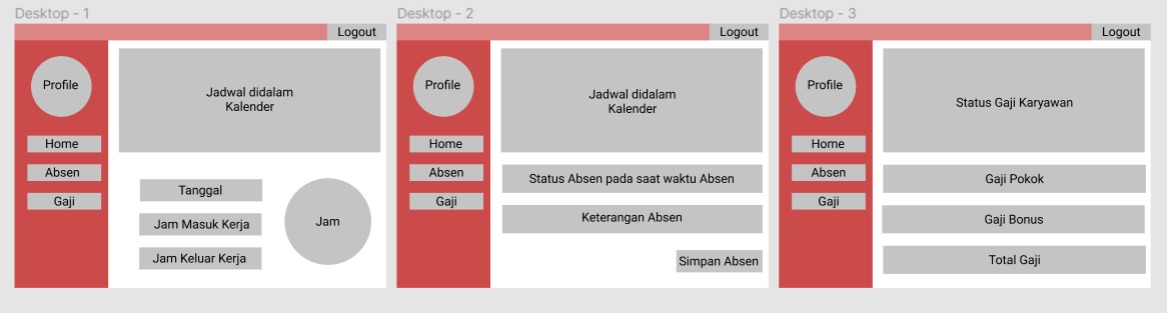 Desktop - 1
Logout
Profile
Home
Absen
Gaji
Jadwal didalam
Kalender
Tanggal
Jam Masuk Kerja
Jam Keluar Kerja
Jam
Desktop - 2
Logout
Profile
Home
Absen
Gaji
Jadwal didalam
Kalender
Status Absen pada saat waktu Absen
Keterangan Absen
Simpan Absen
Desktop - 3
Logout
Profile
Home
Absen
Gaji
Status Gaji Karyawan
Gaji Pokok
Gaji Bonus
Total Gaji